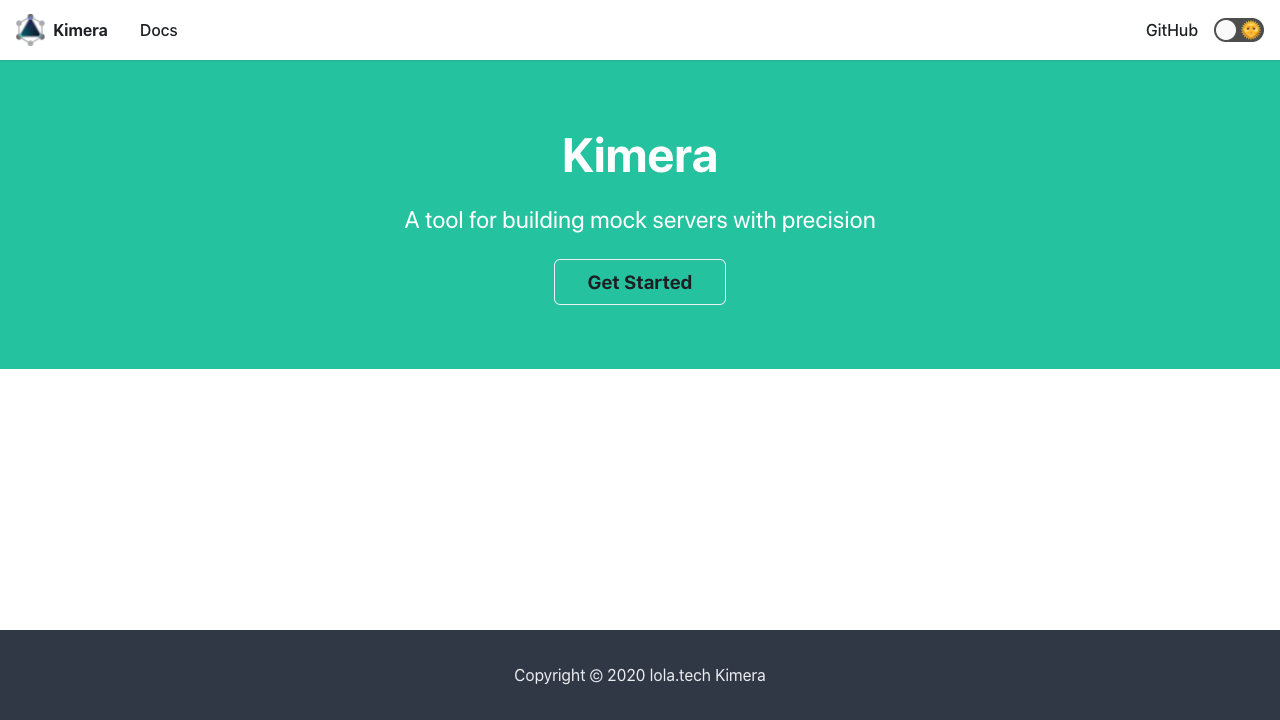 Kimera Docs GitHub
Kimera
A tool for building mock servers with precision
Get Started
Copyright © 2020 lola.tech Kimera